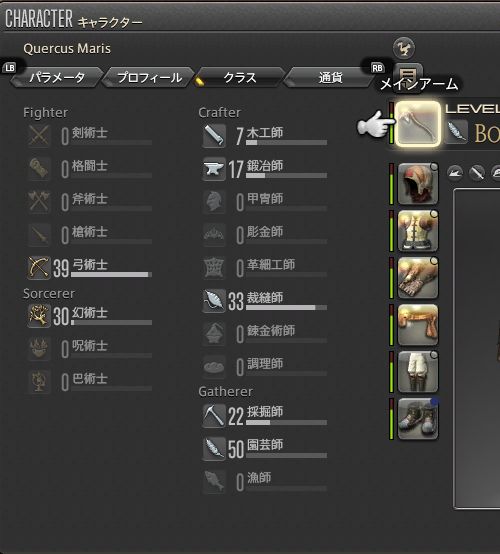 CHARACTER キャラクター
Quercus Maris
LB パラメータ プロフィール クラス 通貨 RB
メインアーム
Fighter
0 剣術士
0 格闘士
0 斧術士
0 槍術士
39 弓術士
Sorcerer
30 幻術士
0 呪術士
0 巴術士
Crafter
7 木工師
17 鍛冶師
0 甲冑師
0 彫金師
0 革細工師
33 裁縫師
0 錬金術師
0 調理師
Gatherer
22 採掘師
50 園芸師
0 漁師
LEVEL
Bo